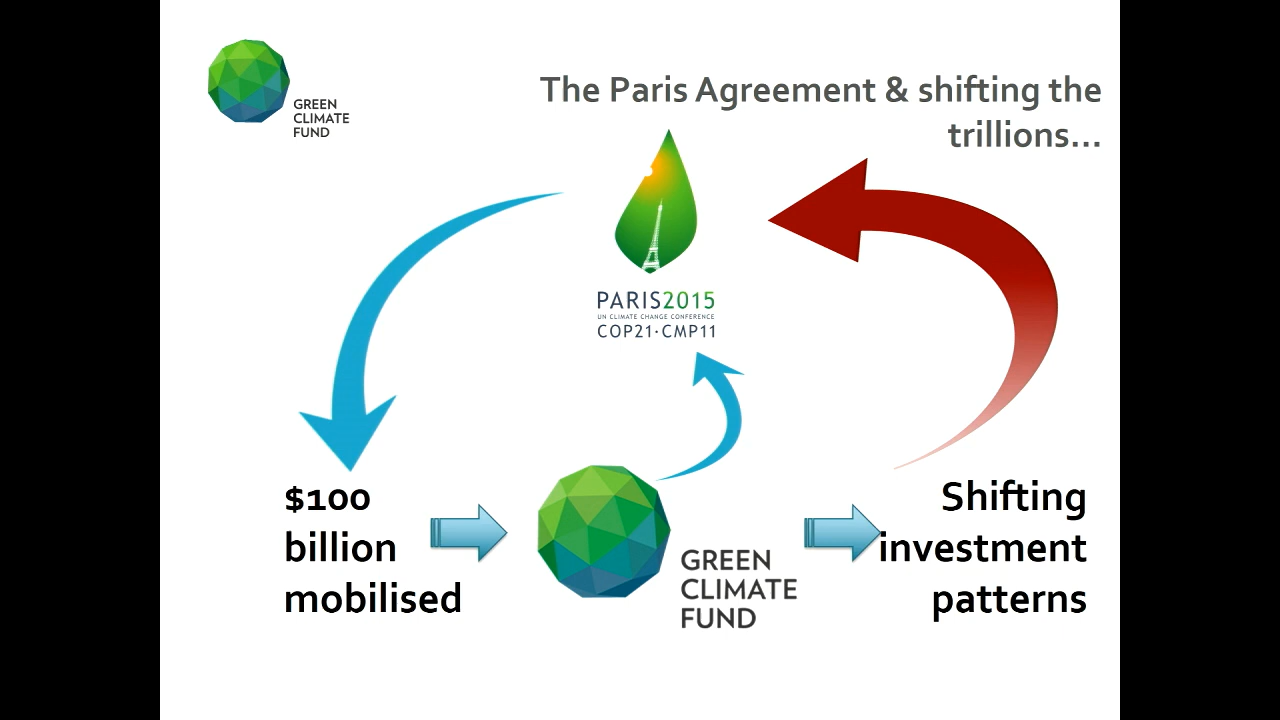 GREEN
CLIMATE
FUND
The Paris Agreement & shifting the
trillions...
PARIS2015
UN CLIMATE CHANGE CONFERENCE
COP21·CMP11
$100
billion
mobilised
GREEN
CLIMATE
FUND
Shifting
investment
patterns